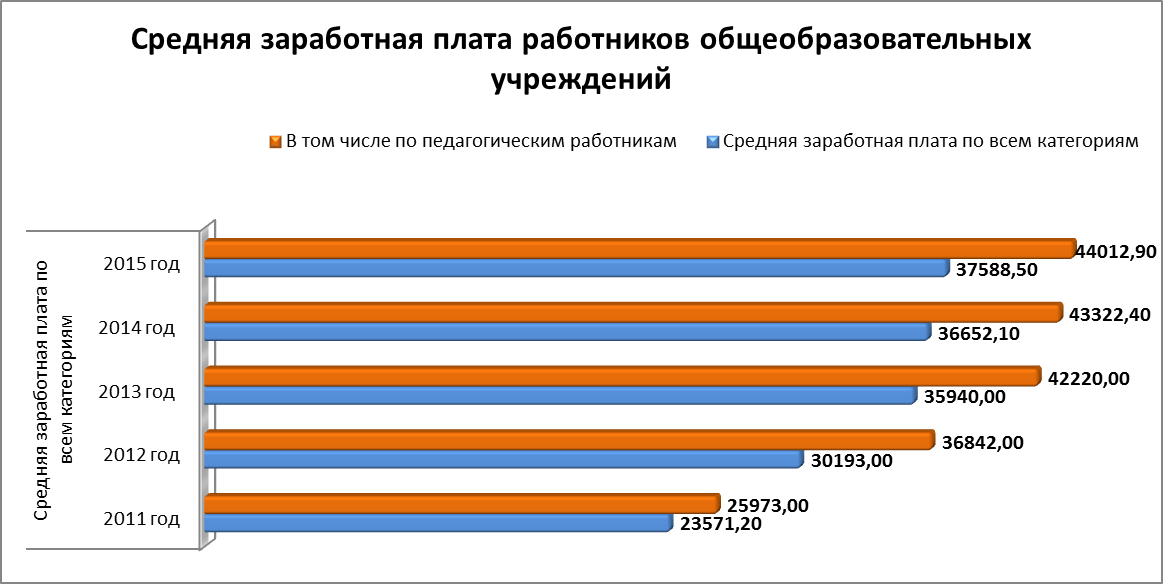 Средняя заработная плата работников общеобразовательных
учреждений
В том числе по педагогическим работникам
Средняя заработная плата по всем категориям
Средняя заработная плата по
всем категориям
2015 год
44012,90
37588,50
2014 год
43322,40
36652,10
2013 год
42220,00
35940,00
2012 год
36842,00
30193,00
2011 год
25973,00
23571,20